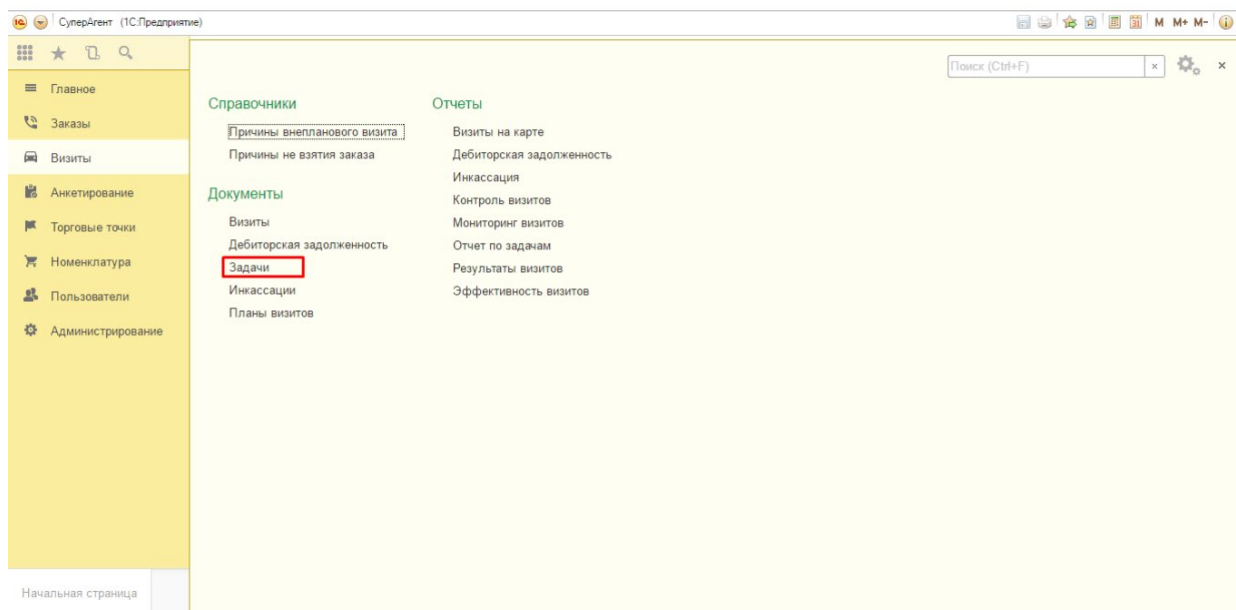 СуперАгент (1С:Предприятие)
M M+ M-
Поиск (Ctrl+F)
Главное
Заказы
Визиты
Анкетирование
Торговые точки
Номенклатура
Пользователи
Администрирование
Справочники
Причины внепланового визита
Причины не взятия заказа
Документы
Визиты
Дебиторская задолженность
Задачи
Инкассации
Планы визитов
Отчеты
Визиты на карте
Дебиторская задолженность
Инкассация
Контроль визитов
Мониторинг визитов
Отчет по задачам
Результаты визитов
Эффективность визитов
Начальная страница